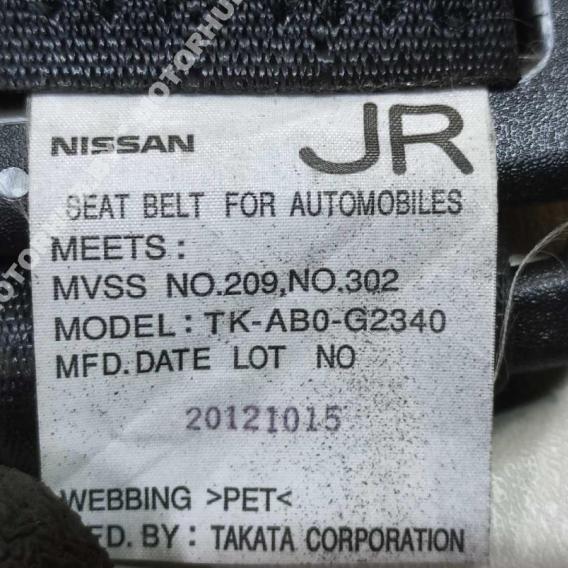 NISSAN JR
SEAT BELT FOR AUTOMOBILES
MEETS:
MVSS NO.209,NO.302
MODEL: TK-AB0-G2340
MFD.DATE LOT NO
20121015
WEBBING >PET<
MFD. BY: TAKATA CORPORATION